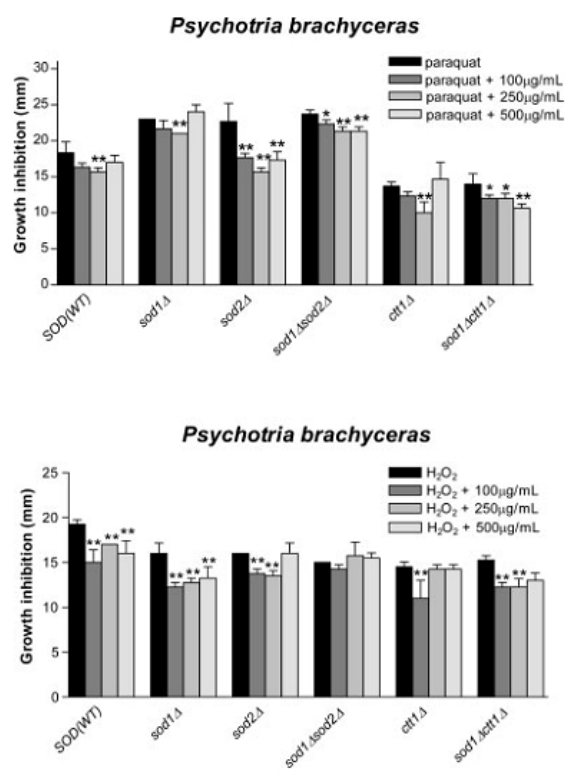 Psychotria brachyceras
paraquat
paraquat + 100µg/mL
paraquat + 250µg/mL
paraquat + 500µg/mL
Growth inhibition (mm)
30
25
20
15
10
5
0
**
**
**
**
**
*
**
**
**
*
*
**
SOD(WT)
sod1Δ
sod2Δ
sod1Δsod2Δ
ctt1Δ
sod1Δctt1Δ
Psychotria brachyceras
H₂O₂
H₂O₂ + 100µg/mL
H₂O₂ + 250µg/mL
H₂O₂ + 500µg/mL
Growth inhibition (mm)
25
20
15
10
5
0
**
**
**
**
**
**
**
**
**
**
**
SOD(WT)
sod1Δ
sod2Δ
sod1Δsod2Δ
ctt1Δ
sod1Δctt1Δ